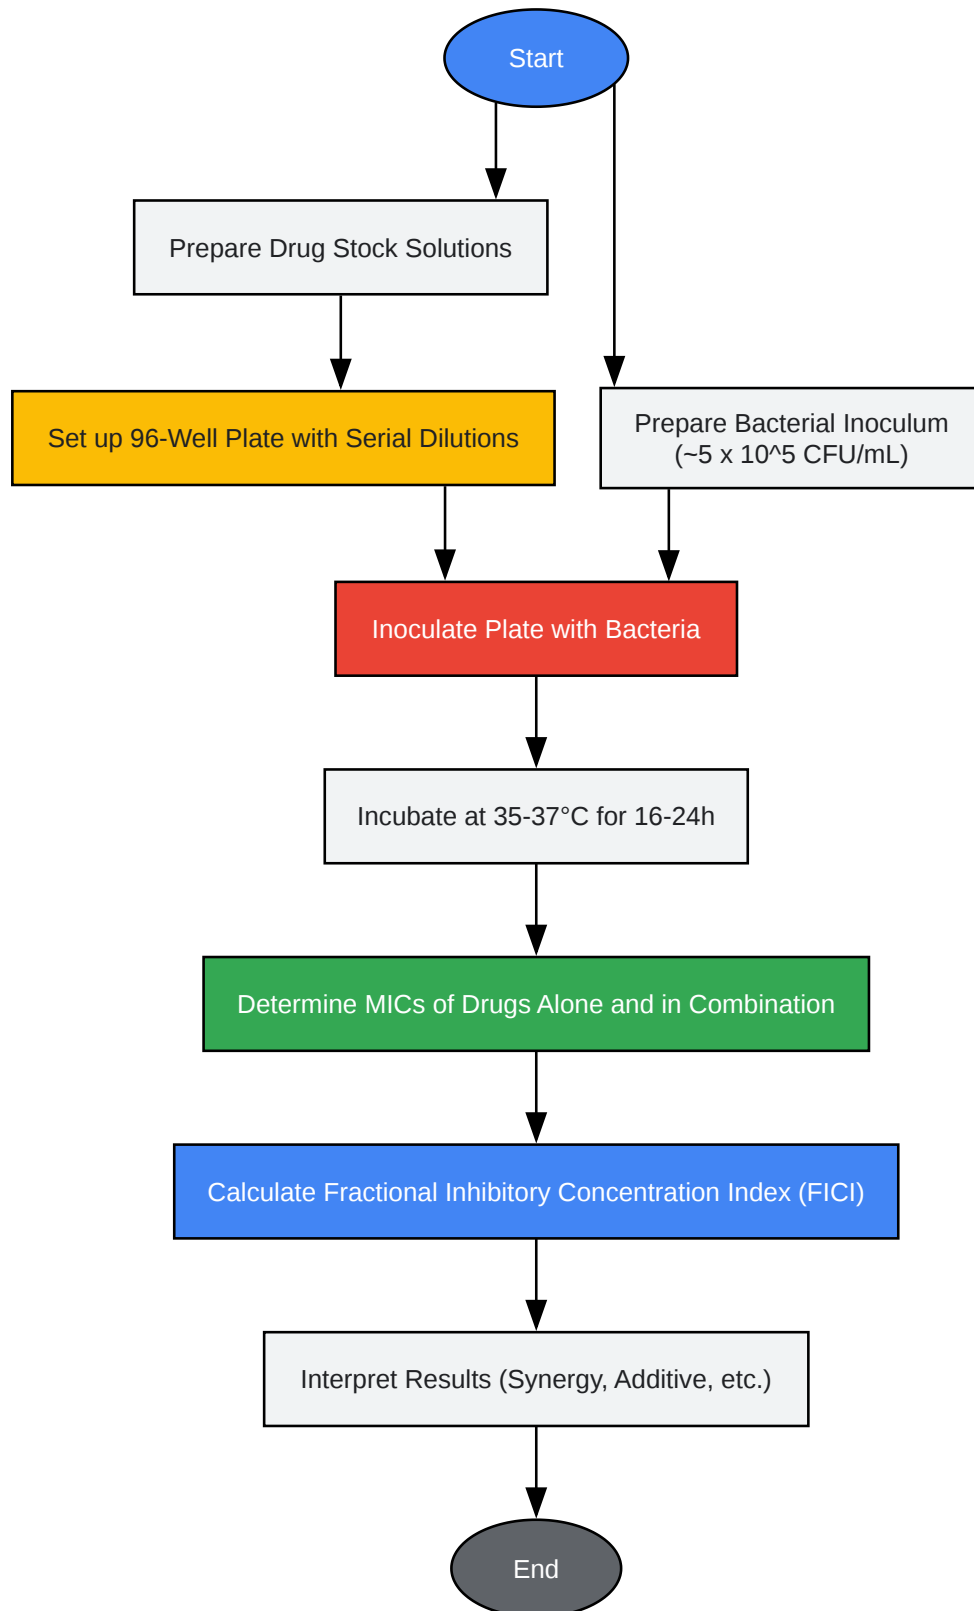 Start
Prepare Drug Stock Solutions
Set up 96-Well Plate with Serial Dilutions
Prepare Bacterial Inoculum
(~5 x 10^5 CFU/mL)
Inoculate Plate with Bacteria
Incubate at 35-37°C for 16-24h
Determine MICs of Drugs Alone and in Combination
Calculate Fractional Inhibitory Concentration Index (FICI)
Interpret Results (Synergy, Additive, etc.)
End